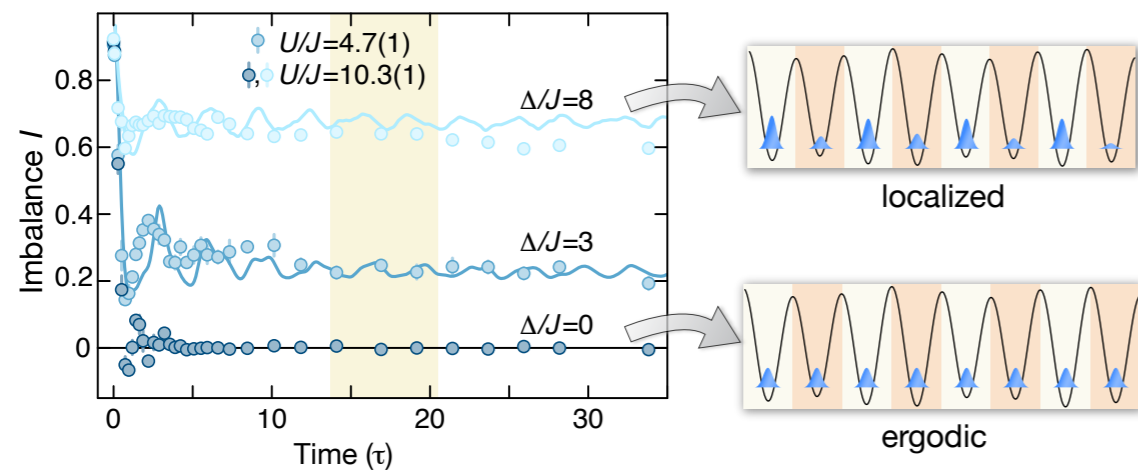 U/J=4.7(1)
, U/J=10.3(1)
0.8
0.6
0.4
0.2
0
Imbalance I
Δ/J=8
Δ/J=3
Δ/J=0
0
10
20
30
Time (τ)
localized
ergodic